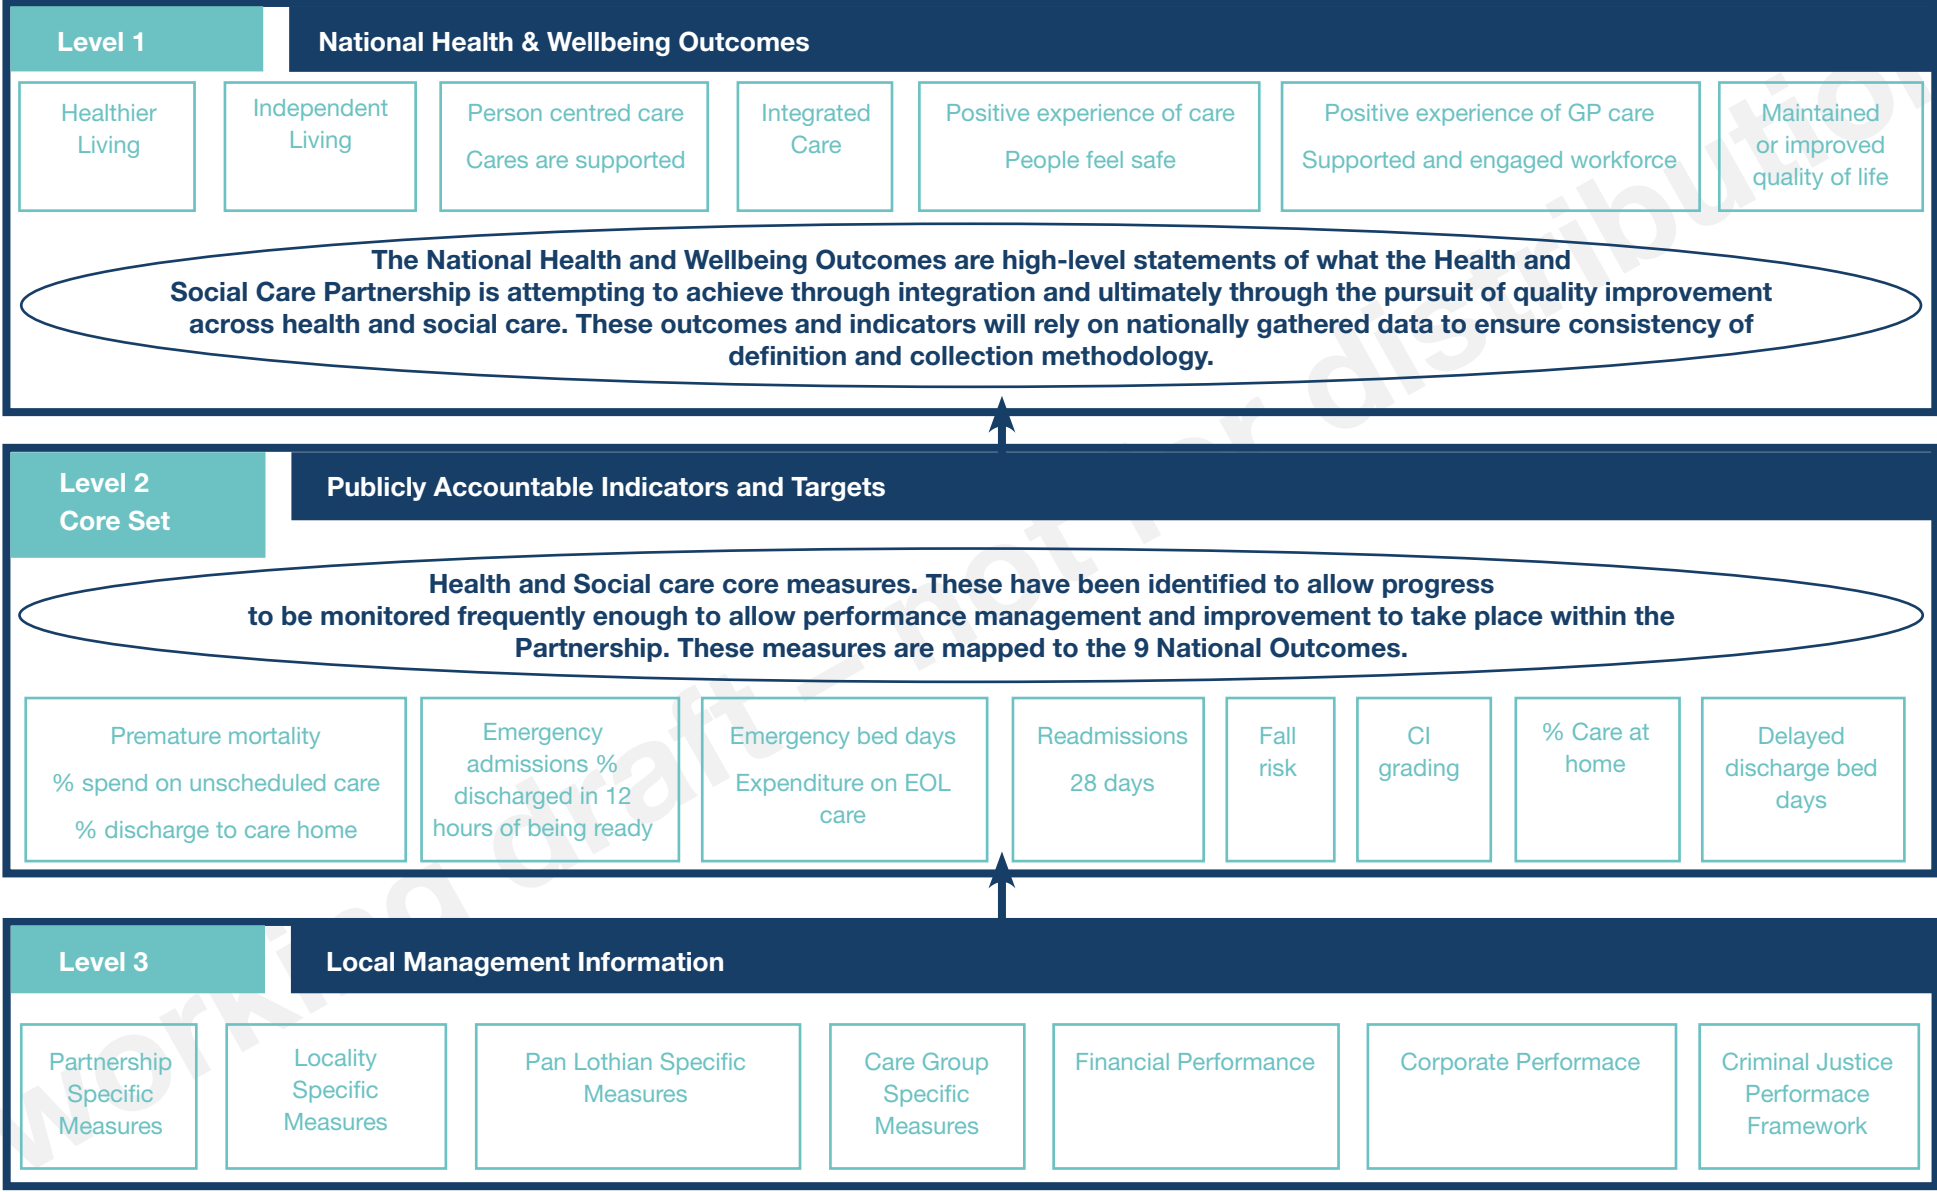 Level 1
National Health & Wellbeing Outcomes
Healthier
Living
Independent
Living
Person centred care
Cares are supported
Integrated
Care
Positive experience of care
People feel safe
Positive experience of GP care
Supported and engaged workforce
Maintained
or improved
quality of life
The National Health and Wellbeing Outcomes are high-level statements of what the Health and
Social Care Partnership is attempting to achieve through integration and ultimately through the pursuit of quality improvement
across health and social care. These outcomes and indicators will rely on nationally gathered data to ensure consistency of
definition and collection methodology.
Level 2
Core Set
Publicly Accountable Indicators and Targets
Health and Social care core measures. These have been identified to allow progress
to be monitored frequently enough to allow performance management and improvement to take place within the
Partnership. These measures are mapped to the 9 National Outcomes.
Premature mortality
% spend on unscheduled care
% discharge to care home
Emergency
admissions %
discharged in 12
hours of being ready
Emergency bed days
Expenditure on EOL
care
Readmissions
28 days
Fall
risk
CI
grading
% Care at
home
Delayed
discharge bed
days
Level 3
Local Management Information
Partnership
Specific
Measures
Locality
Specific
Measures
Pan Lothian Specific
Measures
Care Group
Specific
Measures
Financial Performance
Corporate Performace
Criminal Justice
Performace
Framework
working draft – not for distribution